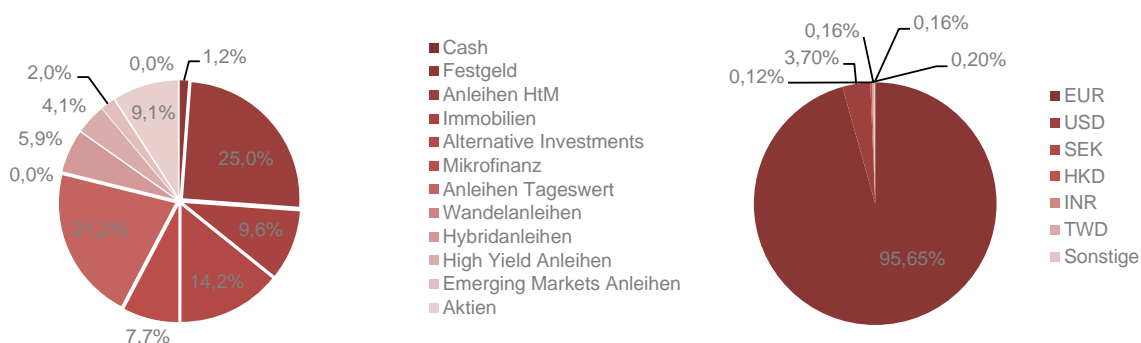 0,0%
1,2%
2,0%
4,1%
9,1%
5,9%
25,0%
0,0%
21,2%
9,6%
14,2%
7,7%
Cash
Festgeld
Anleihen HtM
Immobilien
Alternative Investments
Mikrofinanz
Anleihen Tageswert
Wandelanleihen
Hybridanleihen
High Yield Anleihen
Emerging Markets Anleihen
Aktien
0,16%
0,16%
3,70%
0,20%
0,12%
95,65%
EUR
USD
SEK
HKD
INR
TWD
Sonstige